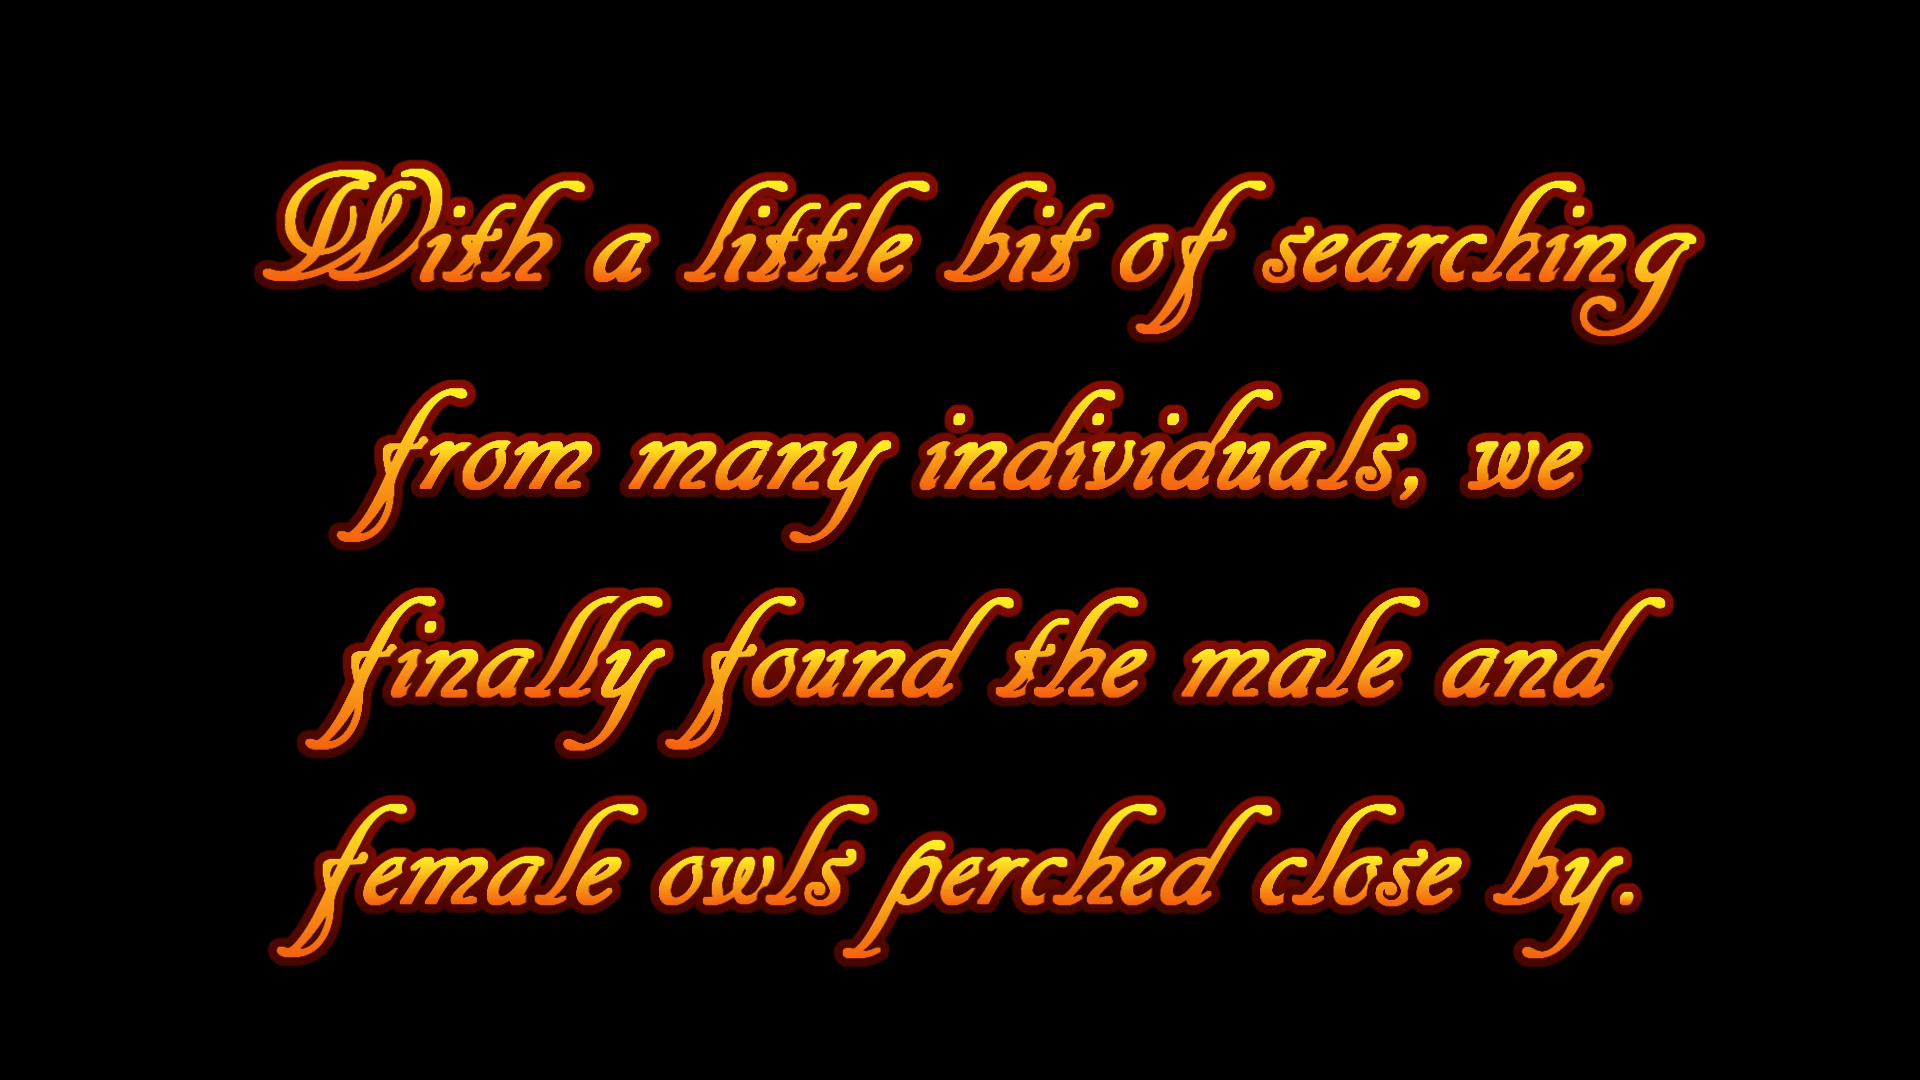 With a little bit of searching
from many individuals, we
finally found the male and
female owls perched close by.